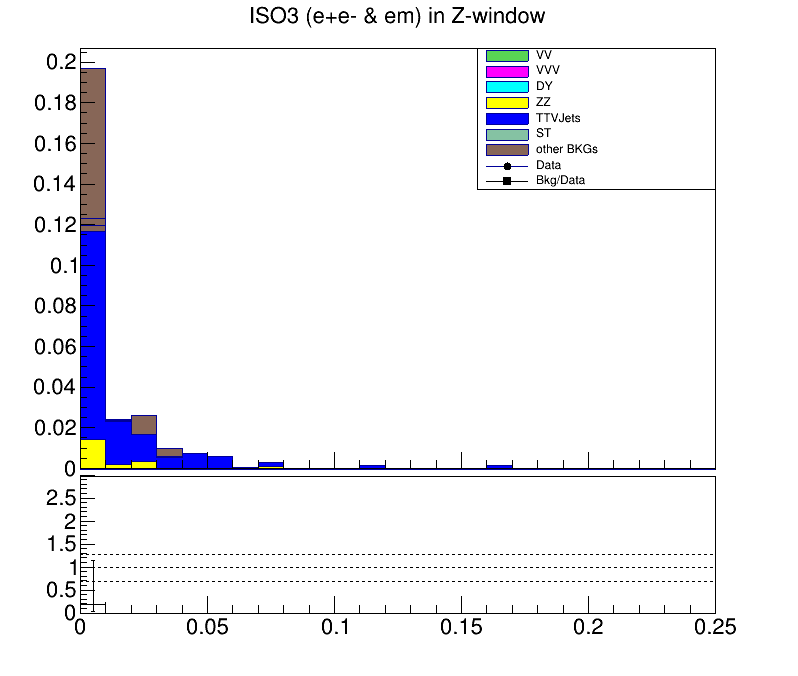 ISO3 (e+e- & em) in Z-window
VV
VVV
DY
ZZ
TTVJets
ST
other BKGs
Data
Bkg/Data
0.2
0.18
0.16
0.14
0.12
0.1
0.08
0.06
0.04
0.02
0
2.5
2
1.5
1
0.5
0
0 0.05 0.1 0.15 0.2 0.25